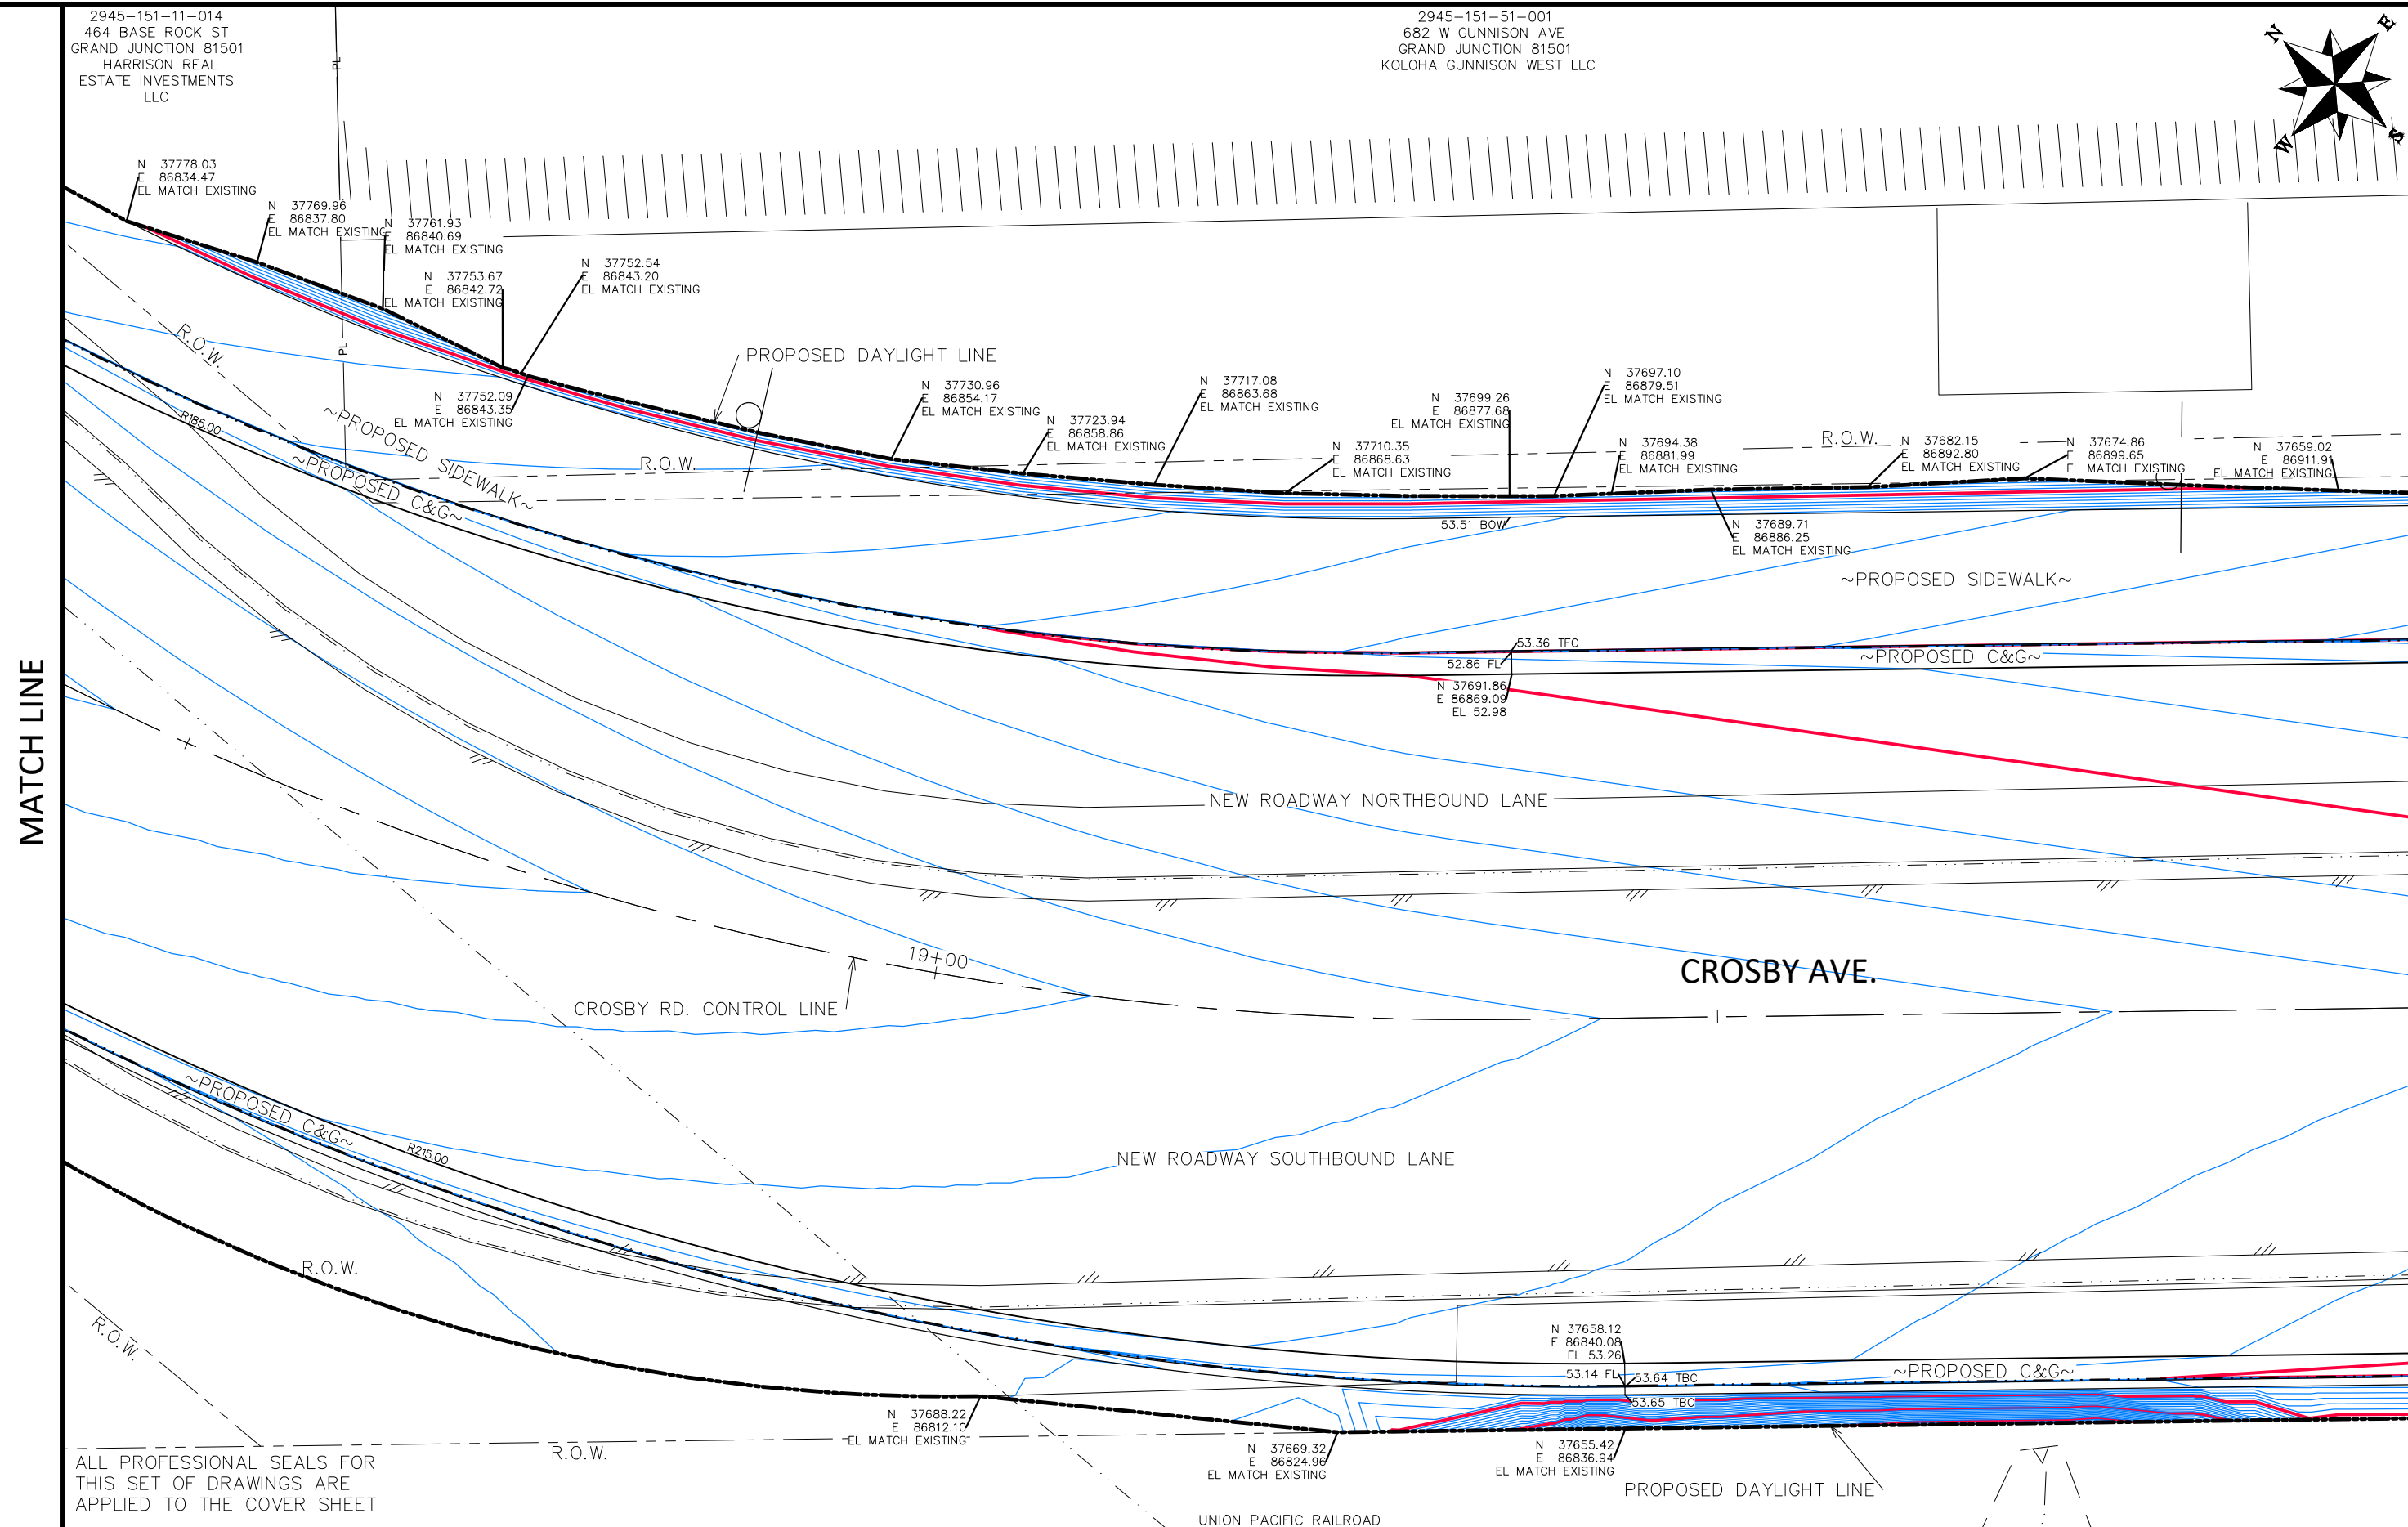 2945-151-11-014
464 BASE ROCK ST
GRAND JUNCTION 81501
HARRISON REAL
ESTATE INVESTMENTS
LLC
2945-151-51-001
682 W GUNNISON AVE
GRAND JUNCTION 81501
KOLOHA GUNNISON WEST LLC
N
E
W
S
PL
N 37778.03
E 86834.47
EL MATCH EXISTING
N 37769.96
E 86837.80
EL MATCH EXISTING
N 37761.93
E 86840.69
EL MATCH EXISTING
N 37753.67
E 86842.72
EL MATCH EXISTING
N 37752.54
E 86843.20
EL MATCH EXISTING
R.O.W.
PL
PROPOSED DAYLIGHT LINE
N 37752.09
E 86843.35
EL MATCH EXISTING
N 37730.96
E 86854.17
EL MATCH EXISTING
N 37723.94
E 86858.86
EL MATCH EXISTING
N 37717.08
E 86863.68
EL MATCH EXISTING
N 37710.35
E 86868.63
EL MATCH EXISTING
N 37699.26
E 86877.68
EL MATCH EXISTING
N 37697.10
E 86879.51
EL MATCH EXISTING
N 37694.38
E 86881.99
EL MATCH EXISTING
R.O.W.
N 37682.15
E 86892.80
EL MATCH EXISTING
N 37674.86
E 86899.65
EL MATCH EXISTING
N 37659.02
E 86911.91
EL MATCH EXISTING
R185.00
~PROPOSED SIDEWALK~
~PROPOSED C&G~
R.O.W.
53.51 BOW
N 37689.71
E 86886.25
EL MATCH EXISTING
~PROPOSED SIDEWALK~
53.36 TFC
52.86 FL
~PROPOSED C&G~
N 37691.86
E 86869.09
EL 52.98
MATCH LINE
NEW ROADWAY NORTHBOUND LANE
19+00
CROSBY AVE.
CROSBY RD. CONTROL LINE
~PROPOSED C&G~
R215.00
NEW ROADWAY SOUTHBOUND LANE
R.O.W.
R.O.W.
N 37658.12
E 86840.08
EL 53.26
53.14 FL
53.64 TBC
53.65 TBC
~PROPOSED C&G~
N 37688.22
E 86812.10
EL MATCH EXISTING
N 37669.32
E 86824.96
EL MATCH EXISTING
N 37655.42
E 86836.94
EL MATCH EXISTING
R.O.W.
PROPOSED DAYLIGHT LINE
ALL PROFESSIONAL SEALS FOR
THIS SET OF DRAWINGS ARE
APPLIED TO THE COVER SHEET
UNION PACIFIC RAILROAD